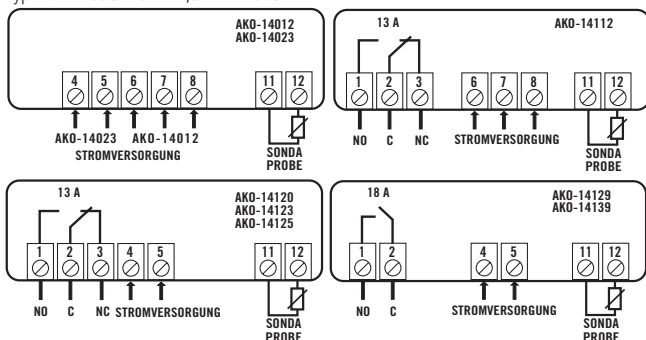 AKO-14012
AKO-14023
4 5 6 7 8 11 12
AKO-14023 AKO-14012
STROMVERSORGUNG
SONDA
PROBE
13 A
AKO-14112
1 2 3 6 7 8 11 12
NO C NC STROMVERSORGUNG
SONDA
PROBE
13 A
AKO-14120
AKO-14123
AKO-14125
1 2 3 4 5 11 12
NO C NC STROMVERSORGUNG
SONDA
PROBE
18 A
AKO-14129
AKO-14139
1 2 4 5 11 12
NO C STROMVERSORGUNG
SONDA
PROBE